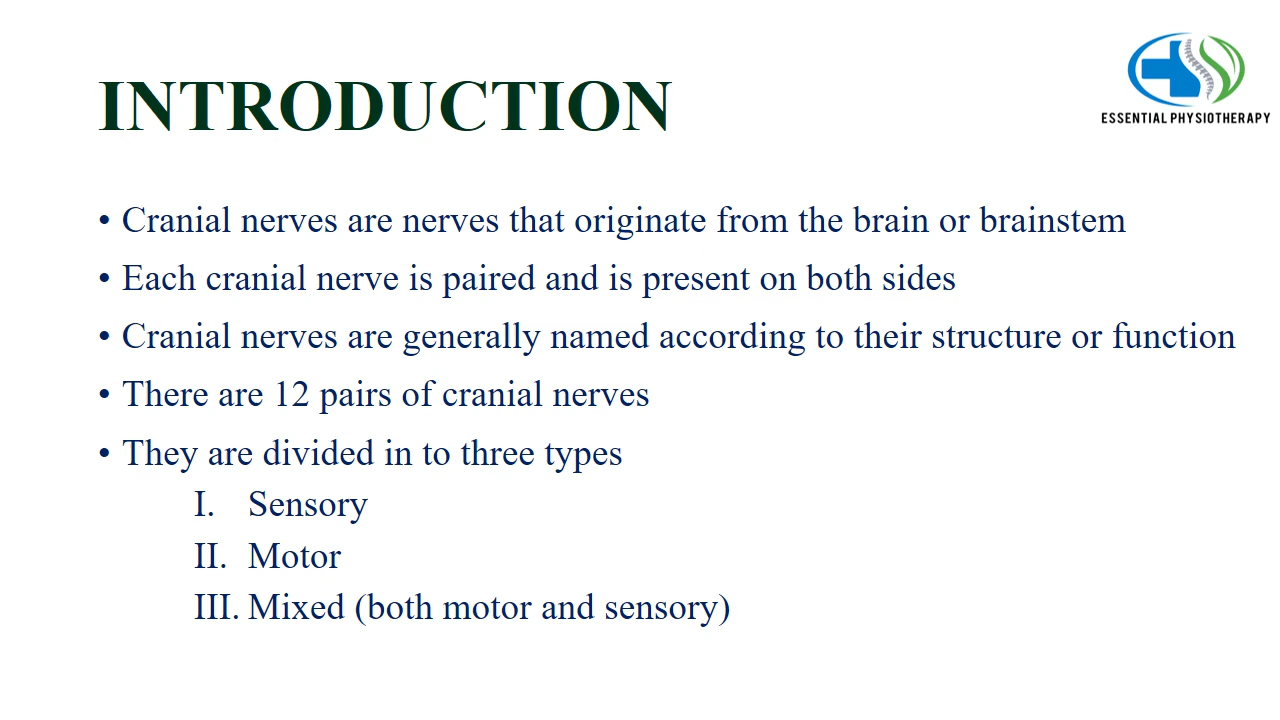 INTRODUCTION
ESSENTIAL PHYSIOTHERAPY
• Cranial nerves are nerves that originate from the brain or brainstem
• Each cranial nerve is paired and is present on both sides
• Cranial nerves are generally named according to their structure or function
• There are 12 pairs of cranial nerves
• They are divided in to three types
I. Sensory
II. Motor
III. Mixed (both motor and sensory)